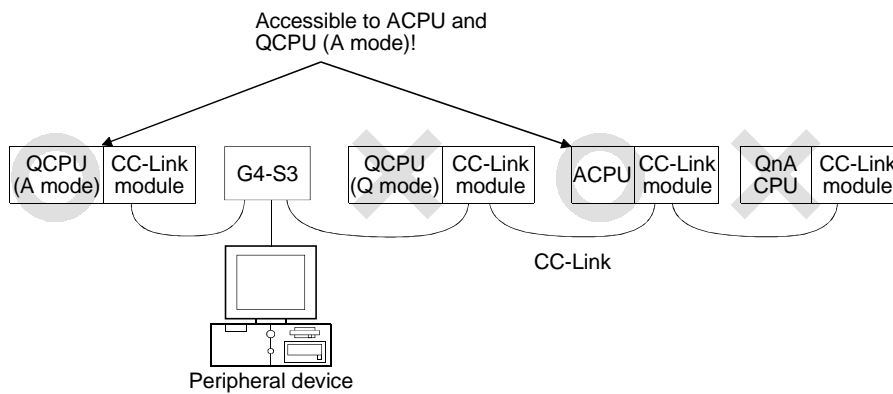 Accessible to ACPU and
QCPU (A mode)!
QCPU
(A mode)
CC-Link
module
G4-S3
QCPU
(Q mode)
CC-Link
module
ACPU
CC-Link
module
QnA
CPU
CC-Link
module
CC-Link
Peripheral device